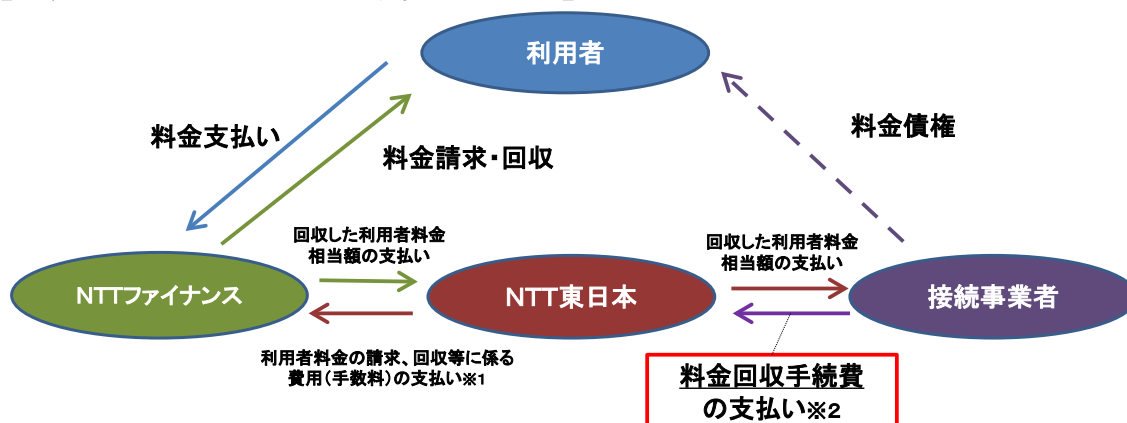 利用者
料金支払い
料金債権
料金請求・回収
回収した利用者料金
相当額の支払い
回収した利用者料金
相当額の支払い
NTTファイナンス
NTT東日本
接続事業者
利用者料金の請求、回収等に係る
費用(手数料)の支払い※1
料金回収手続費
の支払い※2